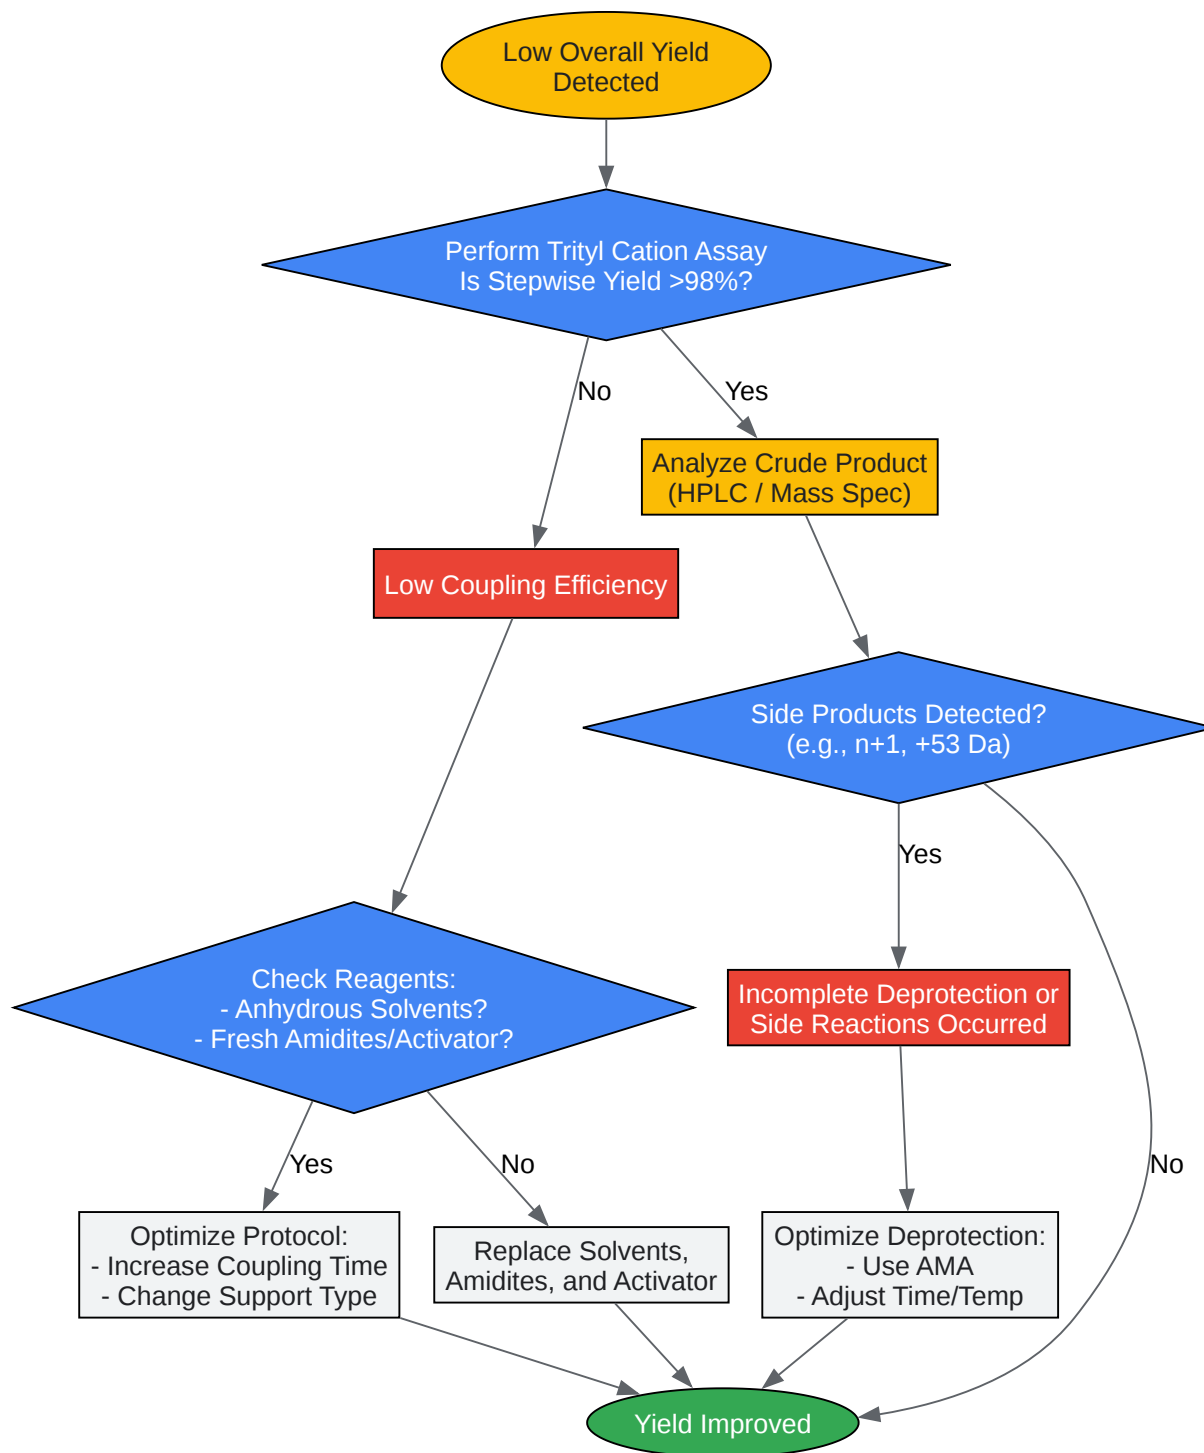 Low Overall Yield
Detected
Perform Trityl Cation Assay
Is Stepwise Yield >98%?
No
Yes
Analyze Crude Product
(HPLC / Mass Spec)
Low Coupling Efficiency
Side Products Detected?
(e.g., n+1, +53 Da)
Yes
Check Reagents:
- Anhydrous Solvents?
- Fresh Amidites/Activator?
Incomplete Deprotection or
Side Reactions Occurred
Yes
No
No
Optimize Protocol:
- Increase Coupling Time
- Change Support Type
Replace Solvents,
Amidites, and Activator
Optimize Deprotection:
- Use AMA
- Adjust Time/Temp
Yield Improved